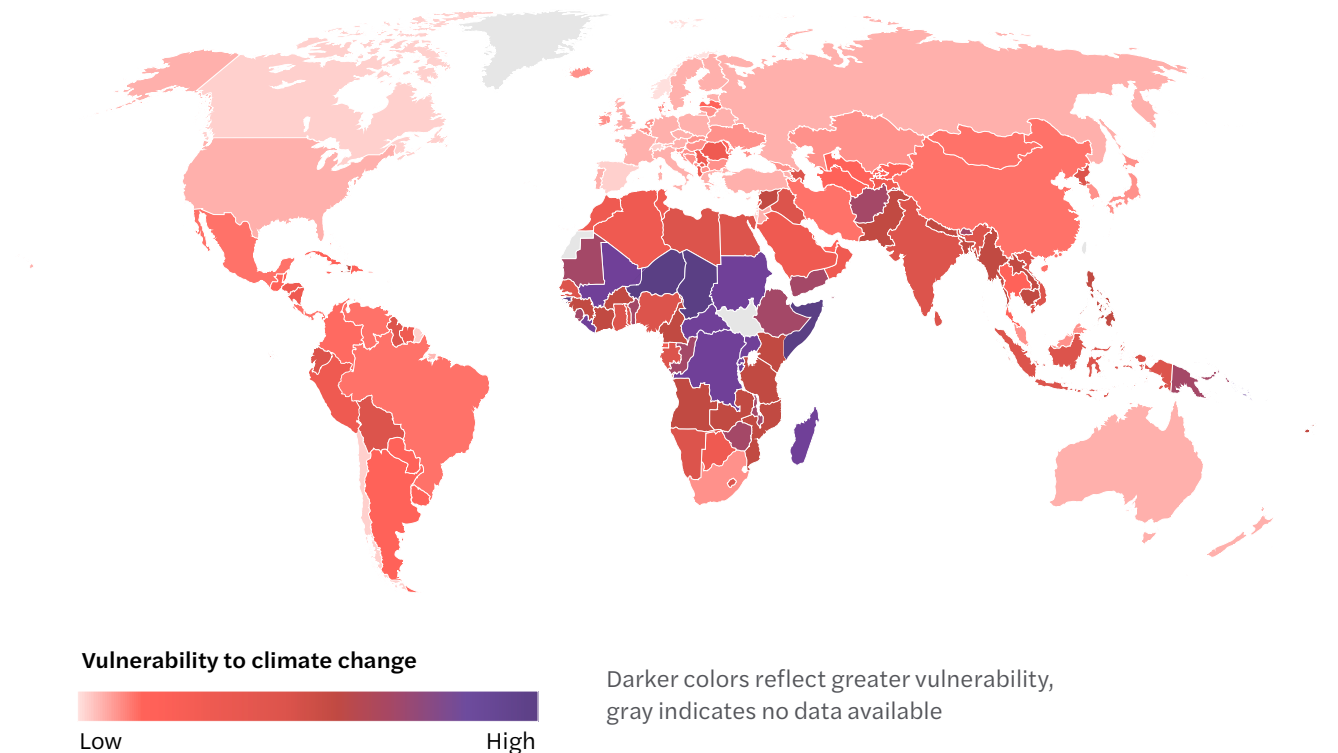 Vulnerability to climate change
Low
High
Darker colors reflect greater vulnerability,
gray indicates no data available